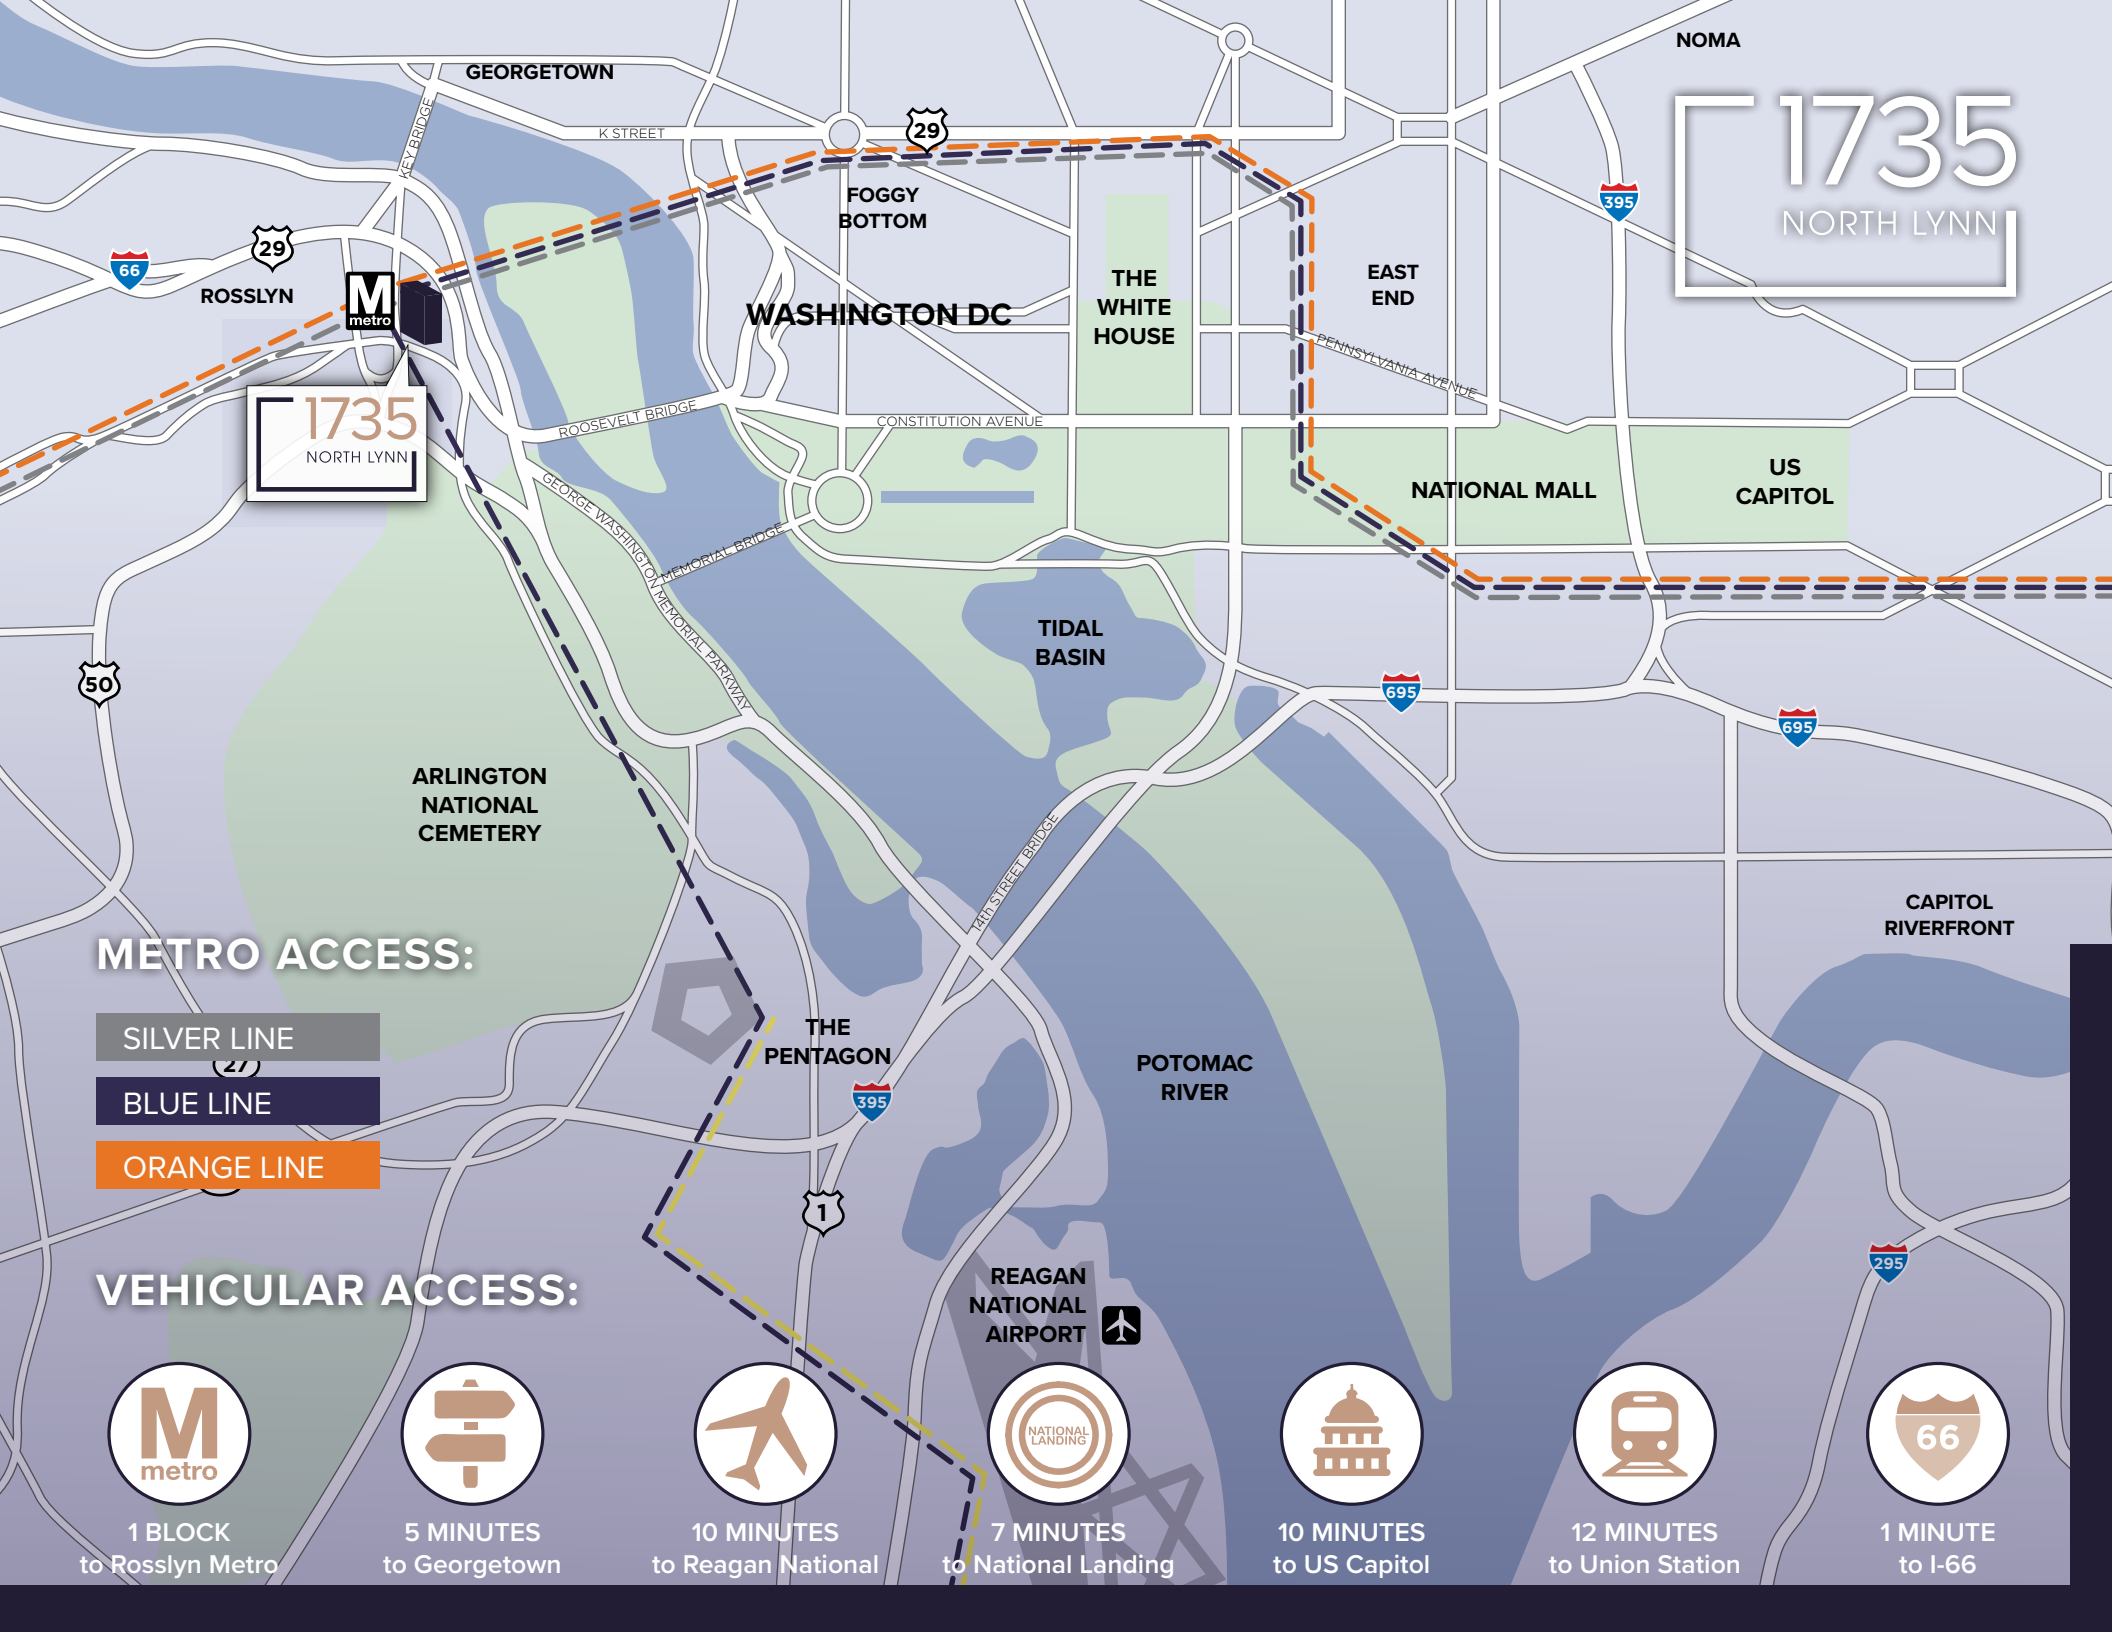 NOMA
GEORGETOWN
1735
NORTH LYNN
K STREET
29
KEY BRIDGE
395
FOGGY
BOTTOM
29
66
ROSSLYN
M
metro
EAST
END
THE
WHITE
HOUSE
WASHINGTON DC
PENNSYLVANIA AVENUE
1735
NORTH LYNN
ROOSEVELT BRIDGE
CONSTITUTION AVENUE
US
CAPITOL
NATIONAL MALL
GEORGE WASHINGTON MEMORIAL PARKWAY
MEMORIAL BRIDGE
TIDAL
BASIN
50
695
695
ARLINGTON
NATIONAL
CEMETERY
14th STREET BRIDGE
CAPITOL
RIVERFRONT
METRO ACCESS:
SILVER LINE
27
BLUE LINE
ORANGE LINE
THE
PENTAGON
POTOMAC
RIVER
395
1
295
REAGAN
NATIONAL
AIRPORT
VEHICULAR ACCESS:
M
metro
NATIONAL
LANDING
66
1 BLOCK
to Rosslyn Metro
5 MINUTES
to Georgetown
10 MINUTES
to Reagan National
7 MINUTES
to National Landing
10 MINUTES
to US Capitol
12 MINUTES
to Union Station
1 MINUTE
to I-66